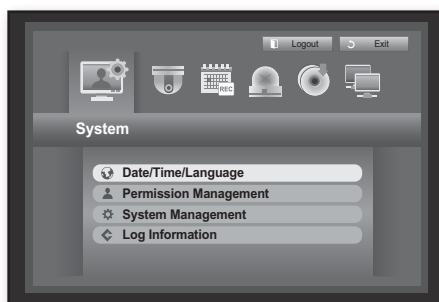 Logout Exit
REC
System
Date/Time/Language
Permission Management
System Management
Log Information